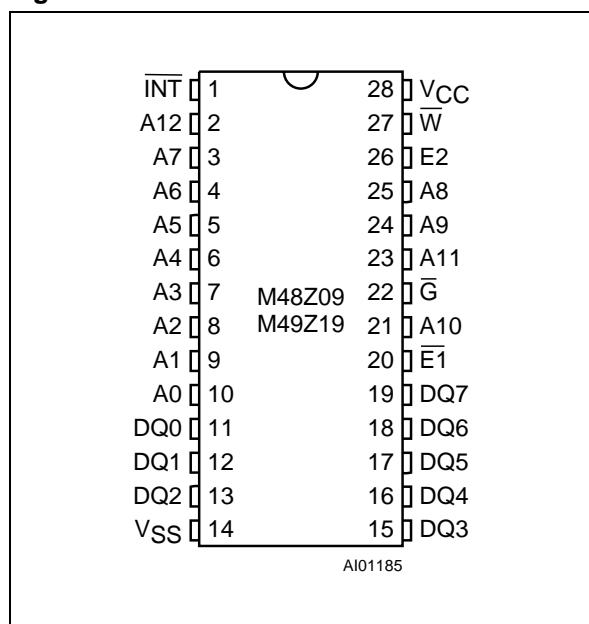 INT 1 28 VCC
A12 2 27 W
A7 3 26 E2
A6 4 25 A8
A5 5 24 A9
A4 6 23 A11
A3 7 M48Z09 22 G
A2 8 M49Z19 21 A10
A1 9 20 E1
A0 10 19 DQ7
DQ0 11 18 DQ6
DQ1 12 17 DQ5
DQ2 13 16 DQ4
VSS 14 15 DQ3
AI01185